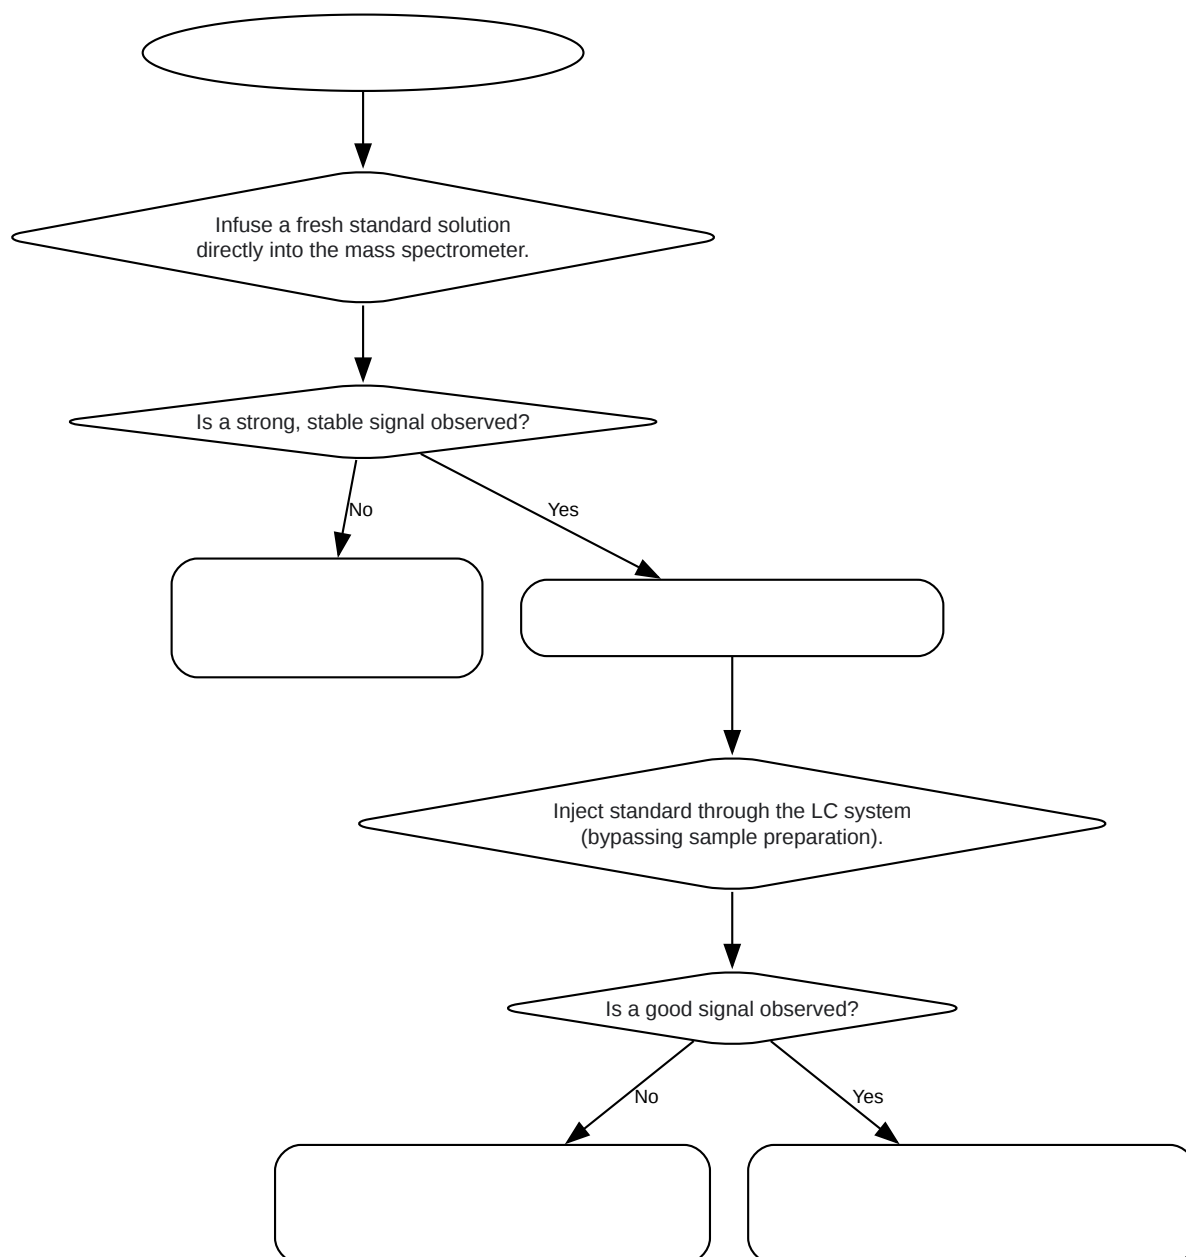 Infuse a fresh standard solution
directly into the mass spectrometer.
Is a strong, stable signal observed?
No
Yes
Inject standard through the LC system
(bypassing sample preparation).
Is a good signal observed?
No
Yes